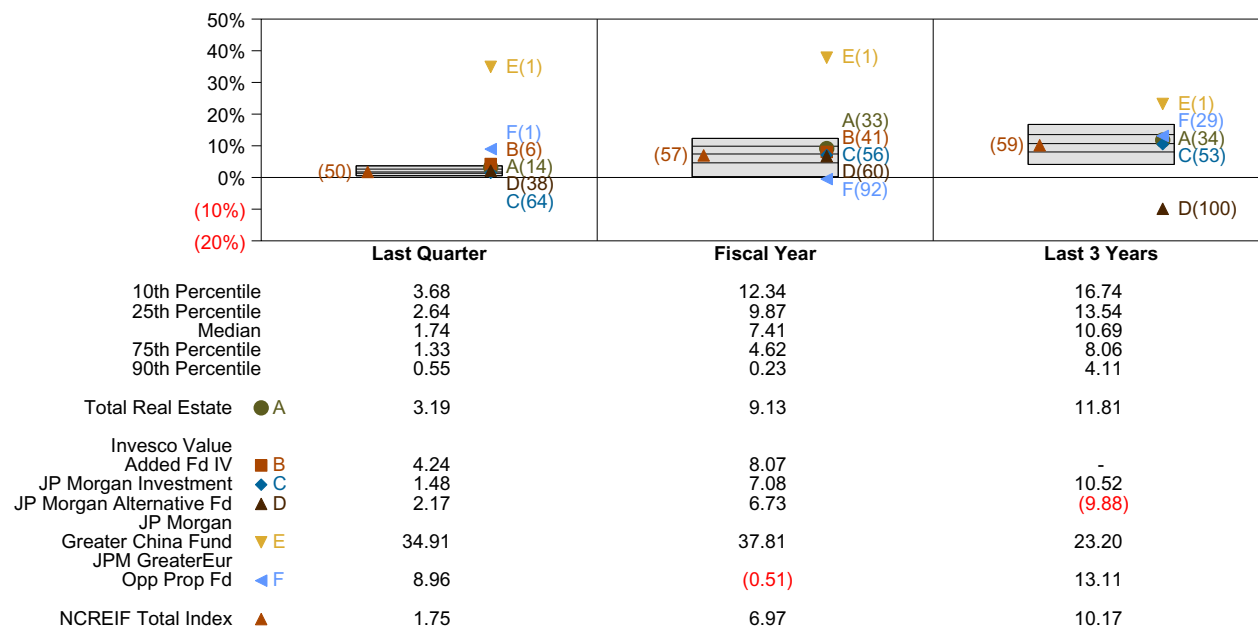 50%
40%
30%
20%
10%
0%
(10%)
(20%)
(50)
E(1)
F(1)
B(6)
A(14)
D(38)
C(64)
(57)
E(1)
A(33)
B(41)
C(56)
D(60)
F(92)
(59)
E(1)
F(29)
A(34)
C(53)
D(100)
Last Quarter Fiscal Year Last 3 Years
10th Percentile 3.68 12.34 16.74
25th Percentile 2.64 9.87 13.54
Median 1.74 7.41 10.69
75th Percentile 1.33 4.62 8.06
90th Percentile 0.55 0.23 4.11
Total Real Estate A 3.19 9.13 11.81
Invesco Value
Added Fd IV B 4.24 8.07 -
JP Morgan Investment C 1.48 7.08 10.52
JP Morgan Alternative Fd D 2.17 6.73 (9.88)
JP Morgan
Greater China Fund E 34.91 37.81 23.20
JPM GreaterEur
Opp Prop Fd F 8.96 (0.51) 13.11
NCREIF Total Index 1.75 6.97 10.17